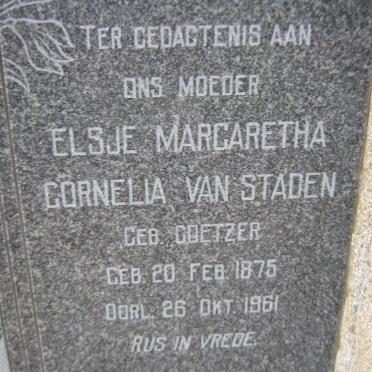 TER GEDAGTENIS AAN
ONS MOEDER
ELSJE MARGARETHA
CORNELIA VAN STADEN
GEB. COETZER
GEB. 20 FEB. 1875
OORL. 26 OKT. 1961
RUS IN VREDE.